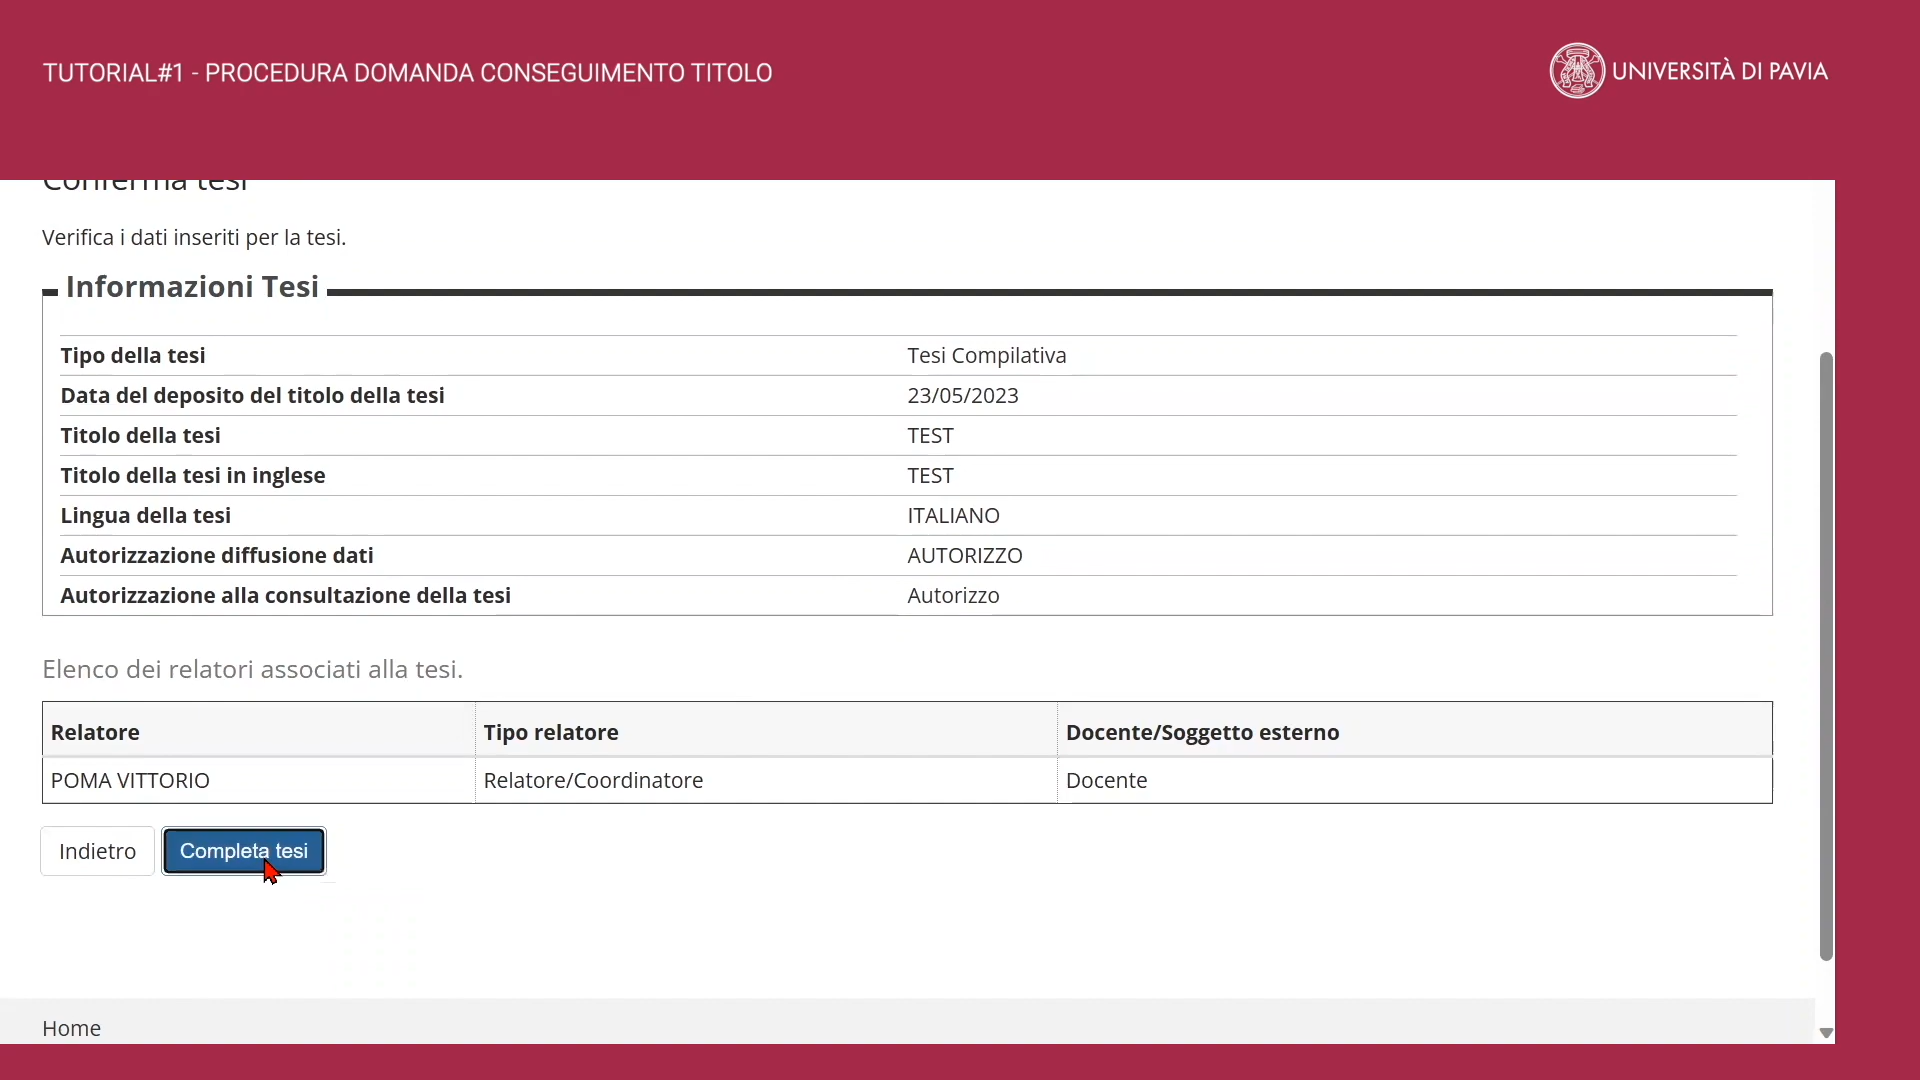 TUTORIAL#1 - PROCEDURA DOMANDA CONSEGUIMENTO TITOLO
UNIVERSITÀ DI PAVIA
Conferma tesi
Verifica i dati inseriti per la tesi.
Informazioni Tesi
Tipo della tesi Tesi Compilativa
Data del deposito del titolo della tesi 23/05/2023
Titolo della tesi TEST
Titolo della tesi in inglese TEST
Lingua della tesi ITALIANO
Autorizzazione diffusione dati AUTORIZZO
Autorizzazione alla consultazione della tesi Autorizzo
Elenco dei relatori associati alla tesi.
Relatore Tipo relatore Docente/Soggetto esterno
POMA VITTORIO Relatore/Coordinatore Docente
Indietro Completa tesi
Home